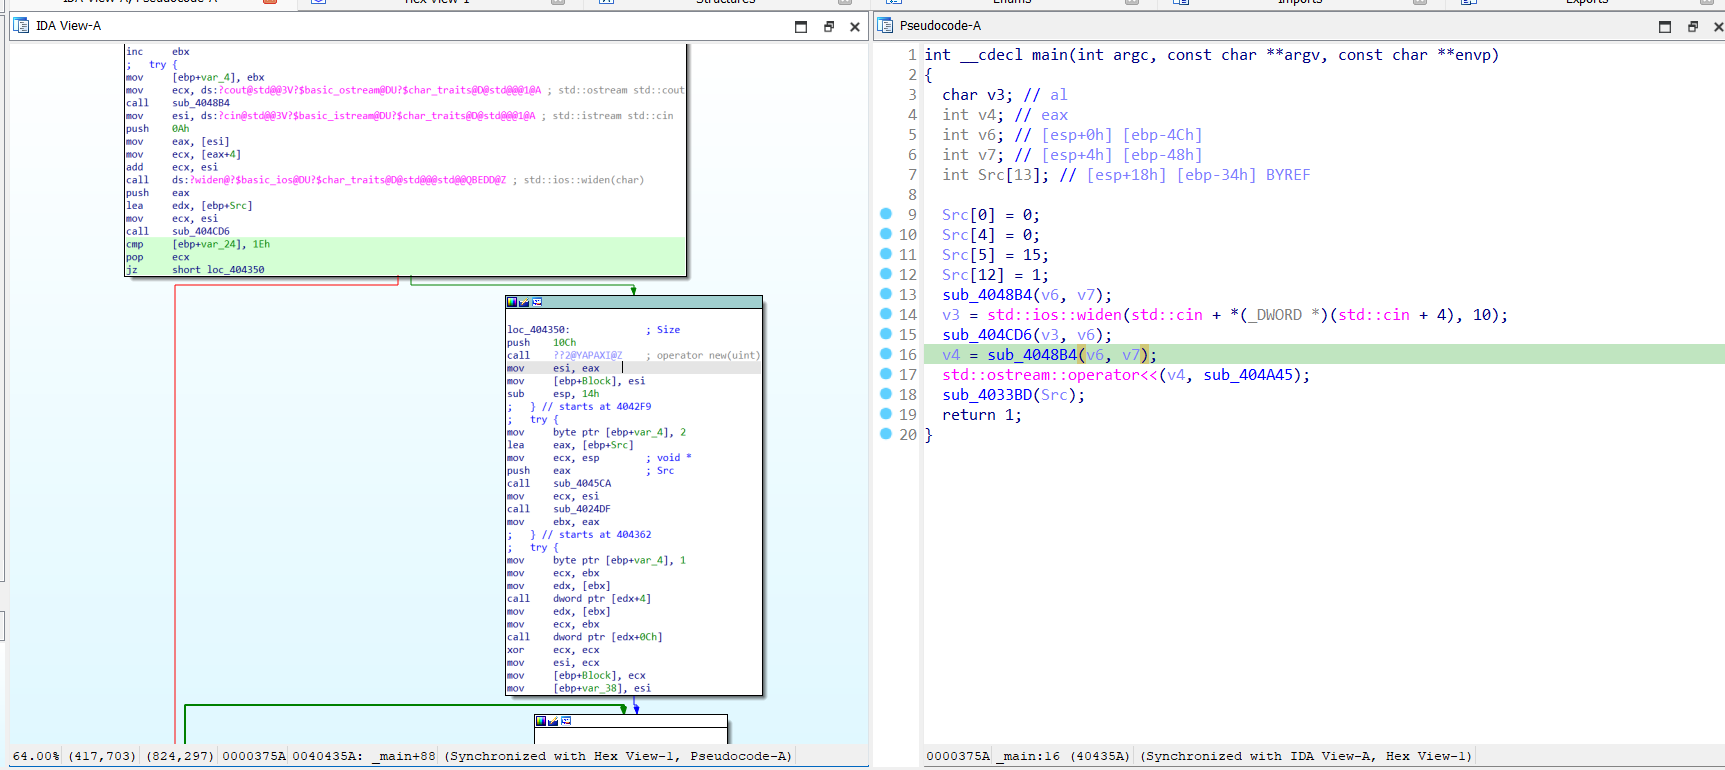 IDA View-A, Pseudocode-A
Hex View-1
Structures
Enums
Imports
Exports
IDA View-A
inc ebx
; try {
mov [ebp+var_4], ebx
mov ecx, ds:?cout@std@@3V?$basic_ostream@DU?$char_traits@D@std@@@1@A ; std::ostream std::cout
call sub_4048B4
mov esi, ds:?cin@std@@3V?$basic_istream@DU?$char_traits@D@std@@@1@A ; std::istream std::cin
push 0Ah
mov eax, [esi]
mov ecx, [eax+4]
add ecx, esi
call ds:?widen@?$basic_ios@DU?$char_traits@D@std@@@std@@QBEDD@Z ; std::ios::widen(char)
push eax
lea edx, [ebp+Src]
mov ecx, esi
call sub_404CD6
cmp [ebp+var_24], 1Eh
pop ecx
jz short loc_404350
loc_404350: ; Size
push 10Ch
call ??2@YAPAXI@Z ; operator new(uint)
mov esi, eax
mov [ebp+Block], esi
sub esp, 14h
; } // starts at 4042F9
; try {
mov byte ptr [ebp+var_4], 2
lea eax, [ebp+Src]
mov ecx, esp ; void *
push eax ; Src
call sub_4045CA
mov ecx, esi
call sub_4024DF
mov ebx, eax
; } // starts at 404362
; try {
mov byte ptr [ebp+var_4], 1
mov ecx, ebx
mov edx, [ebx]
call dword ptr [edx+4]
mov edx, [ebx]
mov ecx, ebx
call dword ptr [edx+0Ch]
xor ecx, ecx
mov esi, ecx
mov [ebp+Block], ecx
mov [ebp+var_38], esi
64.00% (417,703) (824,297) 0000375A 0040435A: _main+88 (Synchronized with Hex View-1, Pseudocode-A)
Pseudocode-A
1 int __cdecl main(int argc, const char **argv, const char **envp)
2 {
3 char v3; // al
4 int v4; // eax
5 int v6; // [esp+0h] [ebp-4Ch]
6 int v7; // [esp+4h] [ebp-48h]
7 int Src[13]; // [esp+18h] [ebp-34h] BYREF
8
9 Src[0] = 0;
10 Src[4] = 0;
11 Src[5] = 15;
12 Src[12] = 1;
13 sub_4048B4(v6, v7);
14 v3 = std::ios::widen(std::cin + *(_DWORD *)(std::cin + 4), 10);
15 sub_404CD6(v3, v6);
16 v4 = sub_4048B4(v6, v7);
17 std::ostream::operator<<(v4, sub_404A45);
18 sub_4033BD(Src);
19 return 1;
20 }
0000375A _main:16 (40435A) (Synchronized with IDA View-A, Hex View-1)